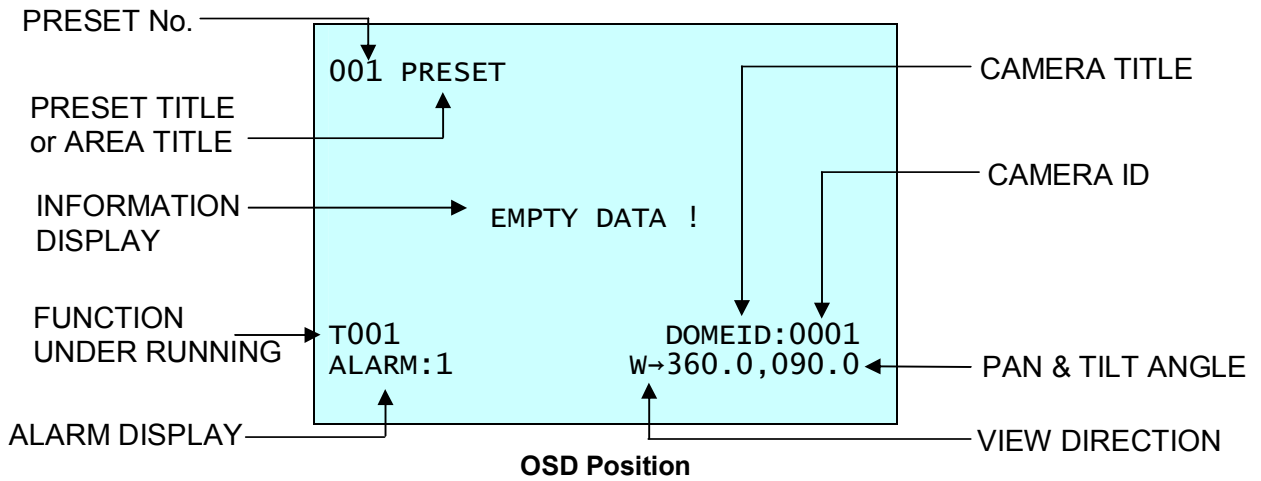 PRESET No.
001 PRESET
CAMERA TITLE
PRESET TITLE
or AREA TITLE
CAMERA ID
INFORMATION
DISPLAY
EMPTY DATA !
FUNCTION
UNDER RUNNING
T001
DOMEID:0001
ALARM:1
W→360.0,090.0
PAN & TILT ANGLE
ALARM DISPLAY
VIEW DIRECTION
OSD Position